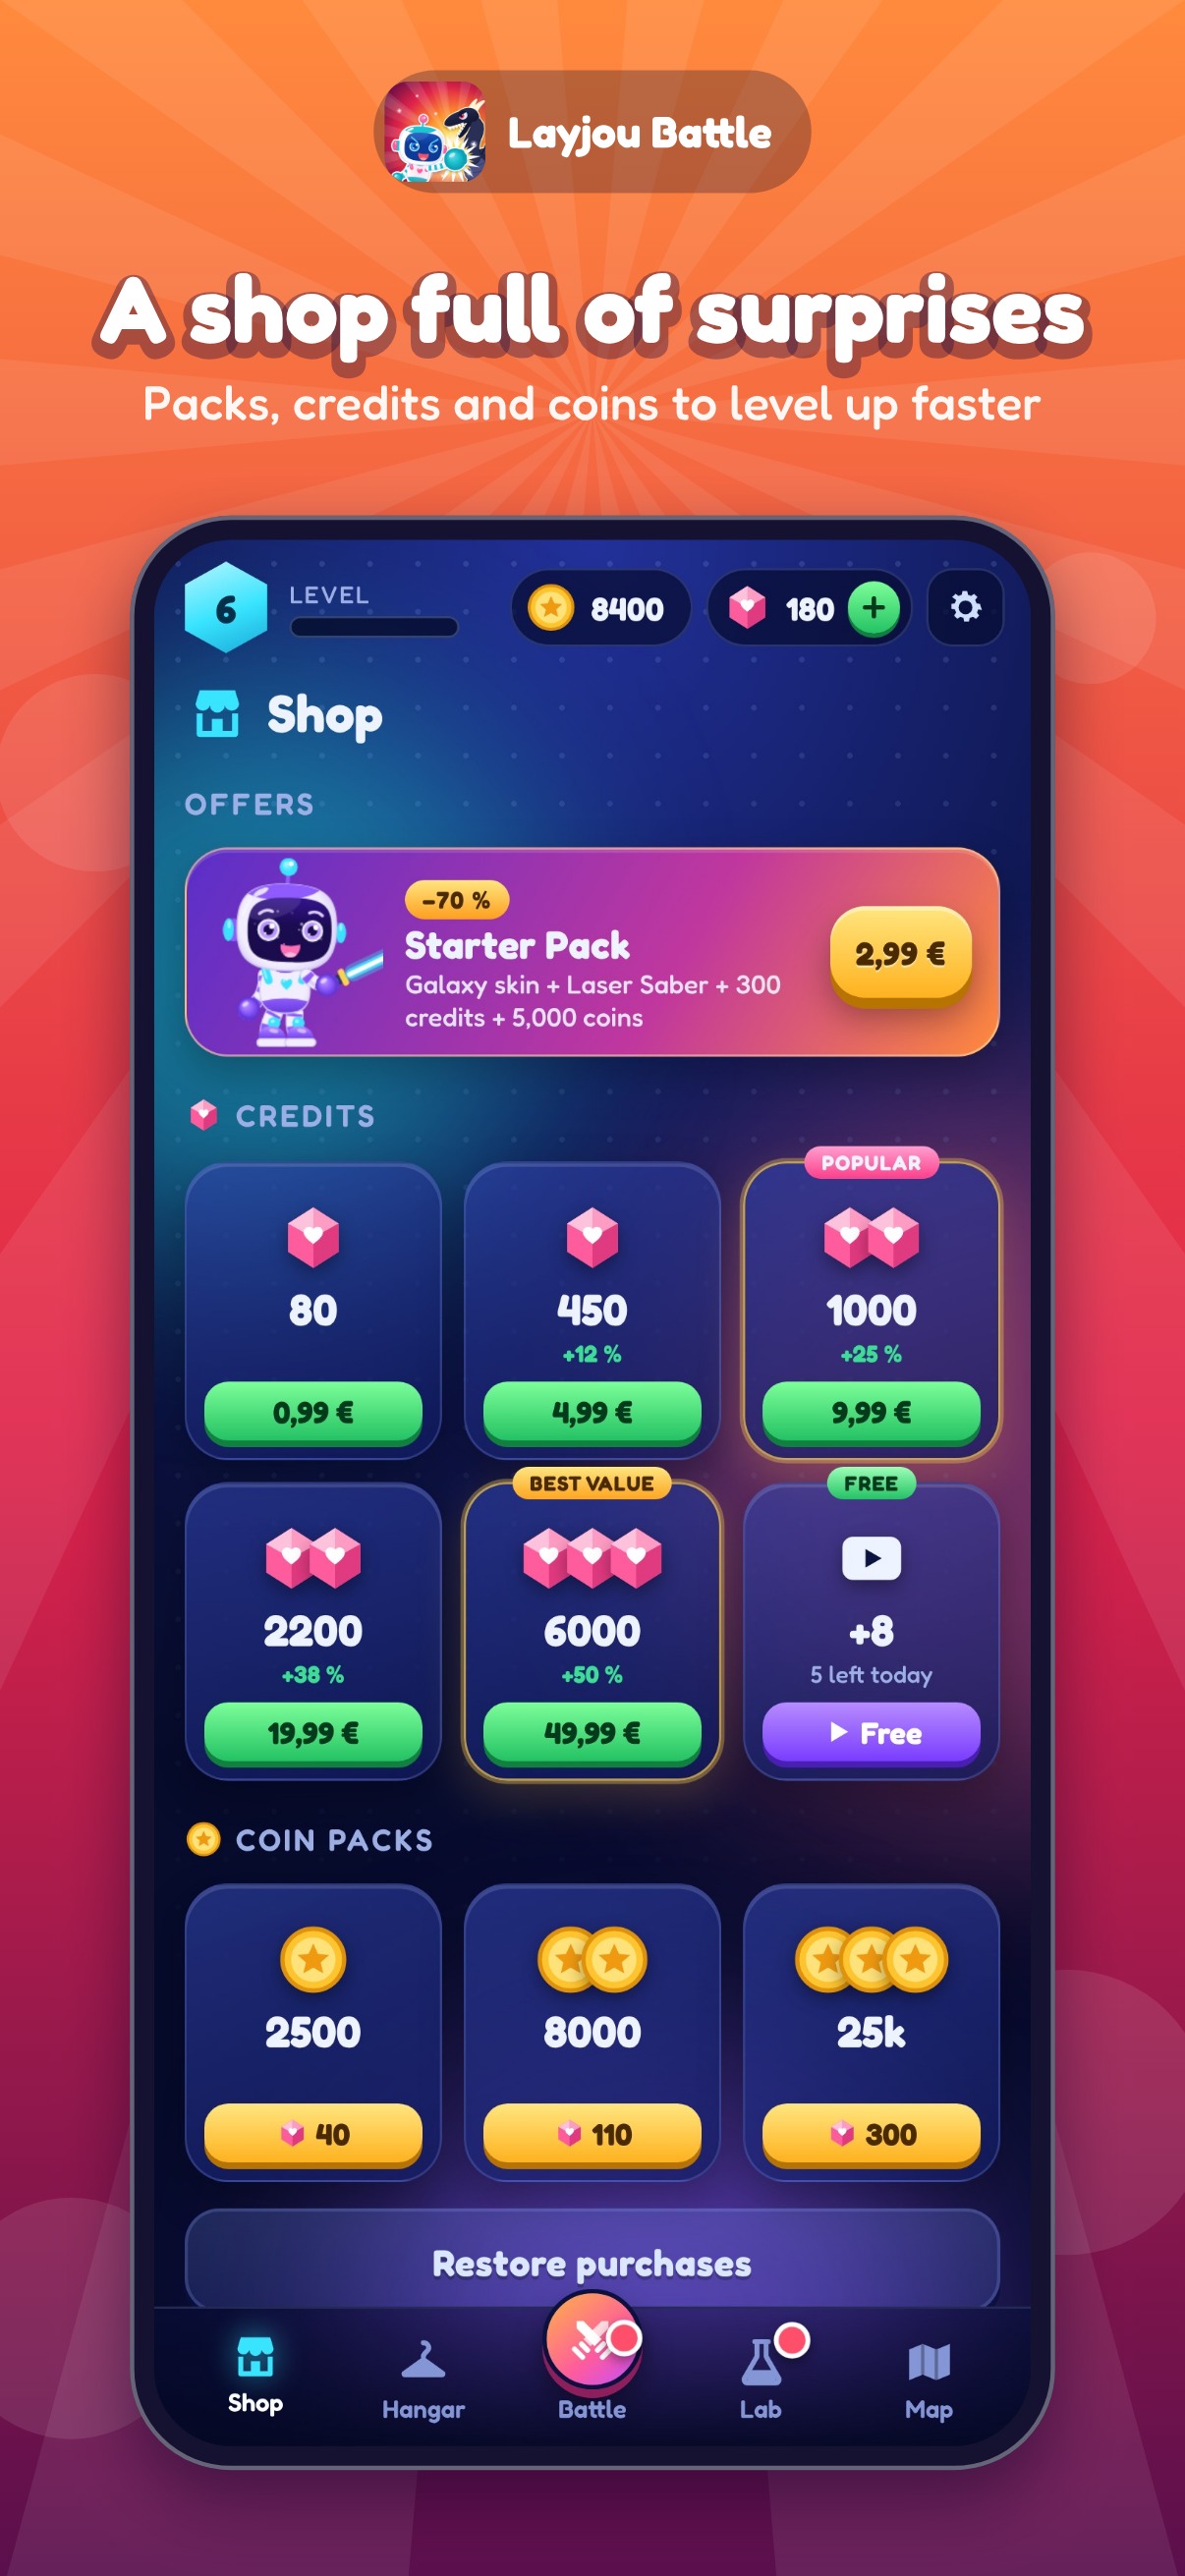 Layjou Battle
A shop full of surprises
Packs, credits and coins to level up faster
6
LEVEL
8400
180
+
Shop
OFFERS
−70 %
Starter Pack
Galaxy skin + Laser Saber + 300
credits + 5,000 coins
2,99 €
CREDITS
80
0,99 €
450
+12 %
4,99 €
POPULAR
1000
+25 %
9,99 €
2200
+38 %
19,99 €
BEST VALUE
6000
+50 %
49,99 €
FREE
+8
5 left today
Free
COIN PACKS
2500
40
8000
110
25k
300
Restore purchases
Shop
Hangar
Battle
Lab
Map